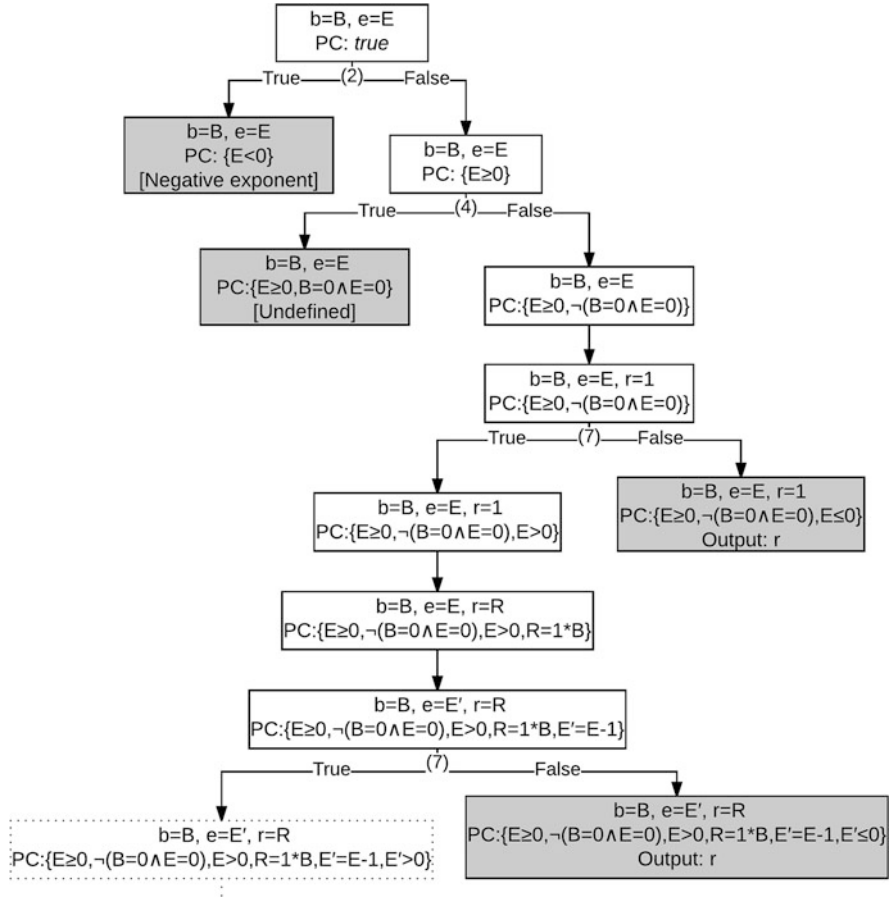 b=B, e=E
PC: true
True (2) False
b=B, e=E
PC: {E<0}
[Negative exponent]
b=B, e=E
PC: {E≥0}
True (4) False
b=B, e=E
PC:{E≥0,B=0∧E=0}
[Undefined]
b=B, e=E
PC:{E≥0,¬(B=0∧E=0)}
b=B, e=E, r=1
PC:{E≥0,¬(B=0∧E=0)}
True (7) False
b=B, e=E, r=1
PC:{E≥0,¬(B=0∧E=0),E>0}
b=B, e=E, r=1
PC:{E≥0,¬(B=0∧E=0),E≤0}
Output: r
b=B, e=E, r=R
PC:{E≥0,¬(B=0∧E=0),E>0,R=1*B}
b=B, e=E′, r=R
PC:{E≥0,¬(B=0∧E=0),E>0,R=1*B,E′=E-1}
True (7) False
b=B, e=E′, r=R
PC:{E≥0,¬(B=0∧E=0),E>0,R=1*B,E′=E-1,E′>0}
b=B, e=E′, r=R
PC:{E≥0,¬(B=0∧E=0),E>0,R=1*B,E′=E-1,E′≤0}
Output: r